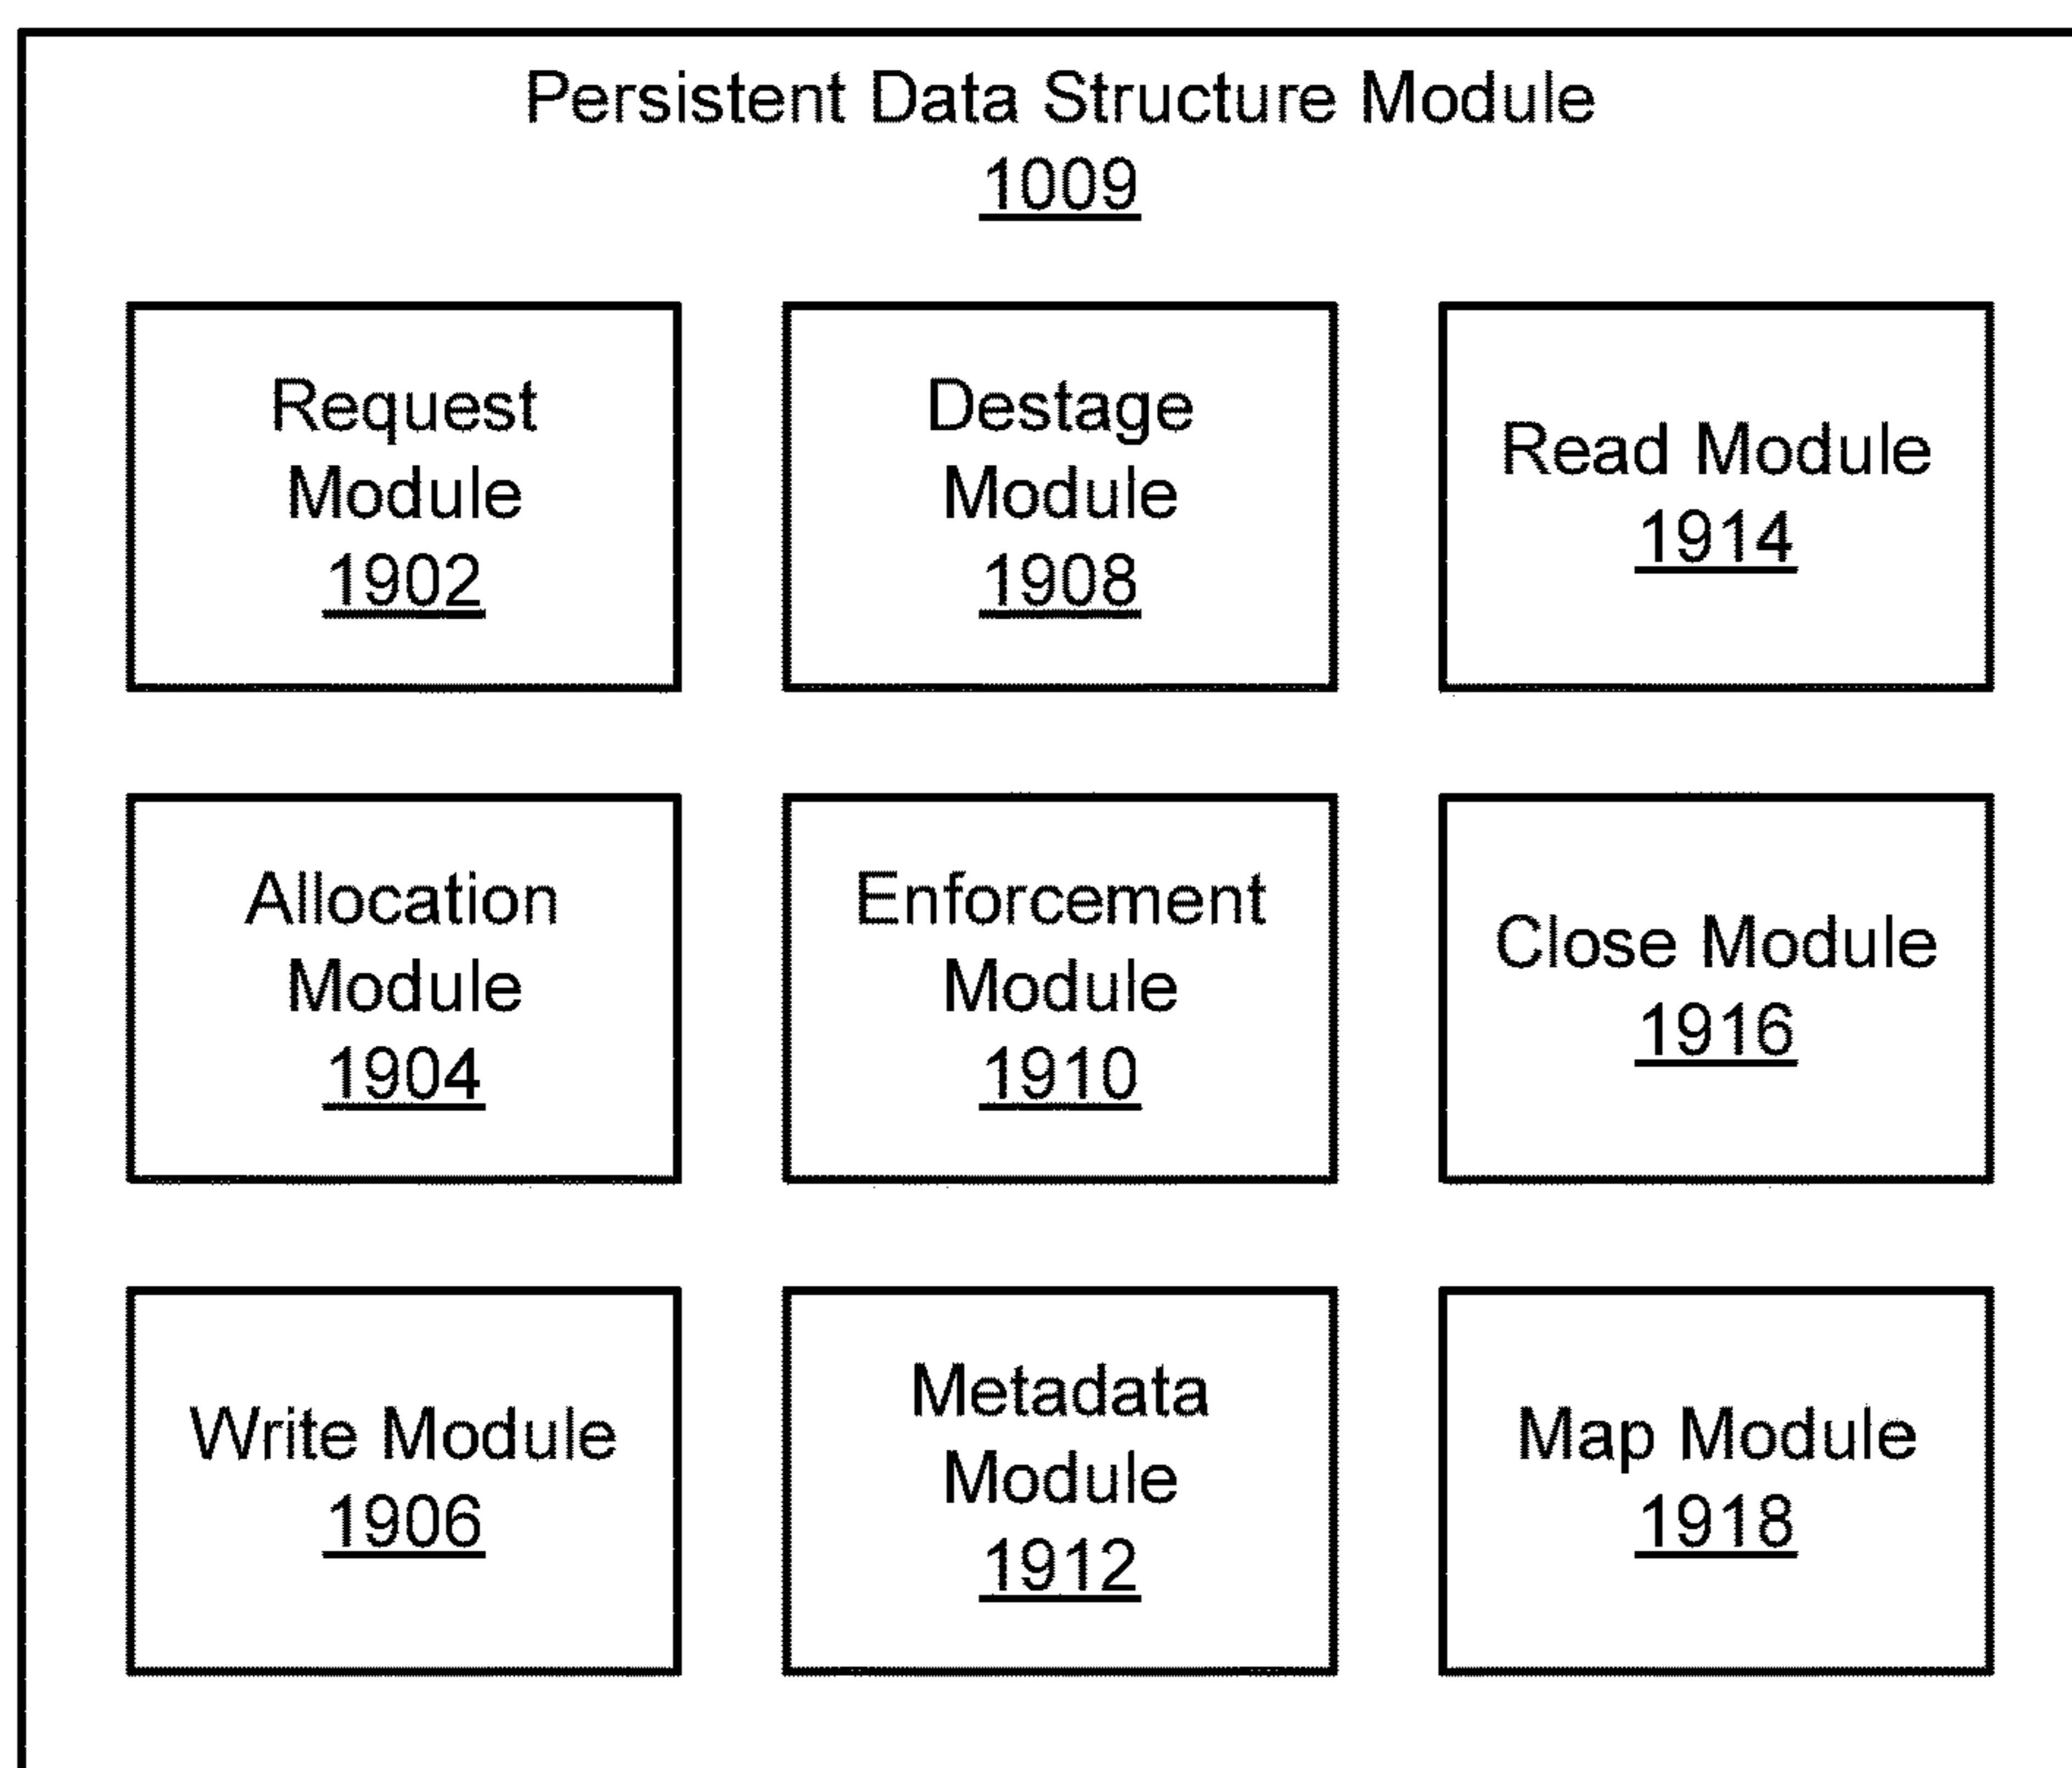 Persistent Data Structure Module
1009
Request
Module
1902
Destage
Module
1908
Read Module
1914
Allocation
Module
1904
Enforcement
Module
1910
Close Module
1916
Write Module
1906
Metadata
Module
1912
Map Module
1918